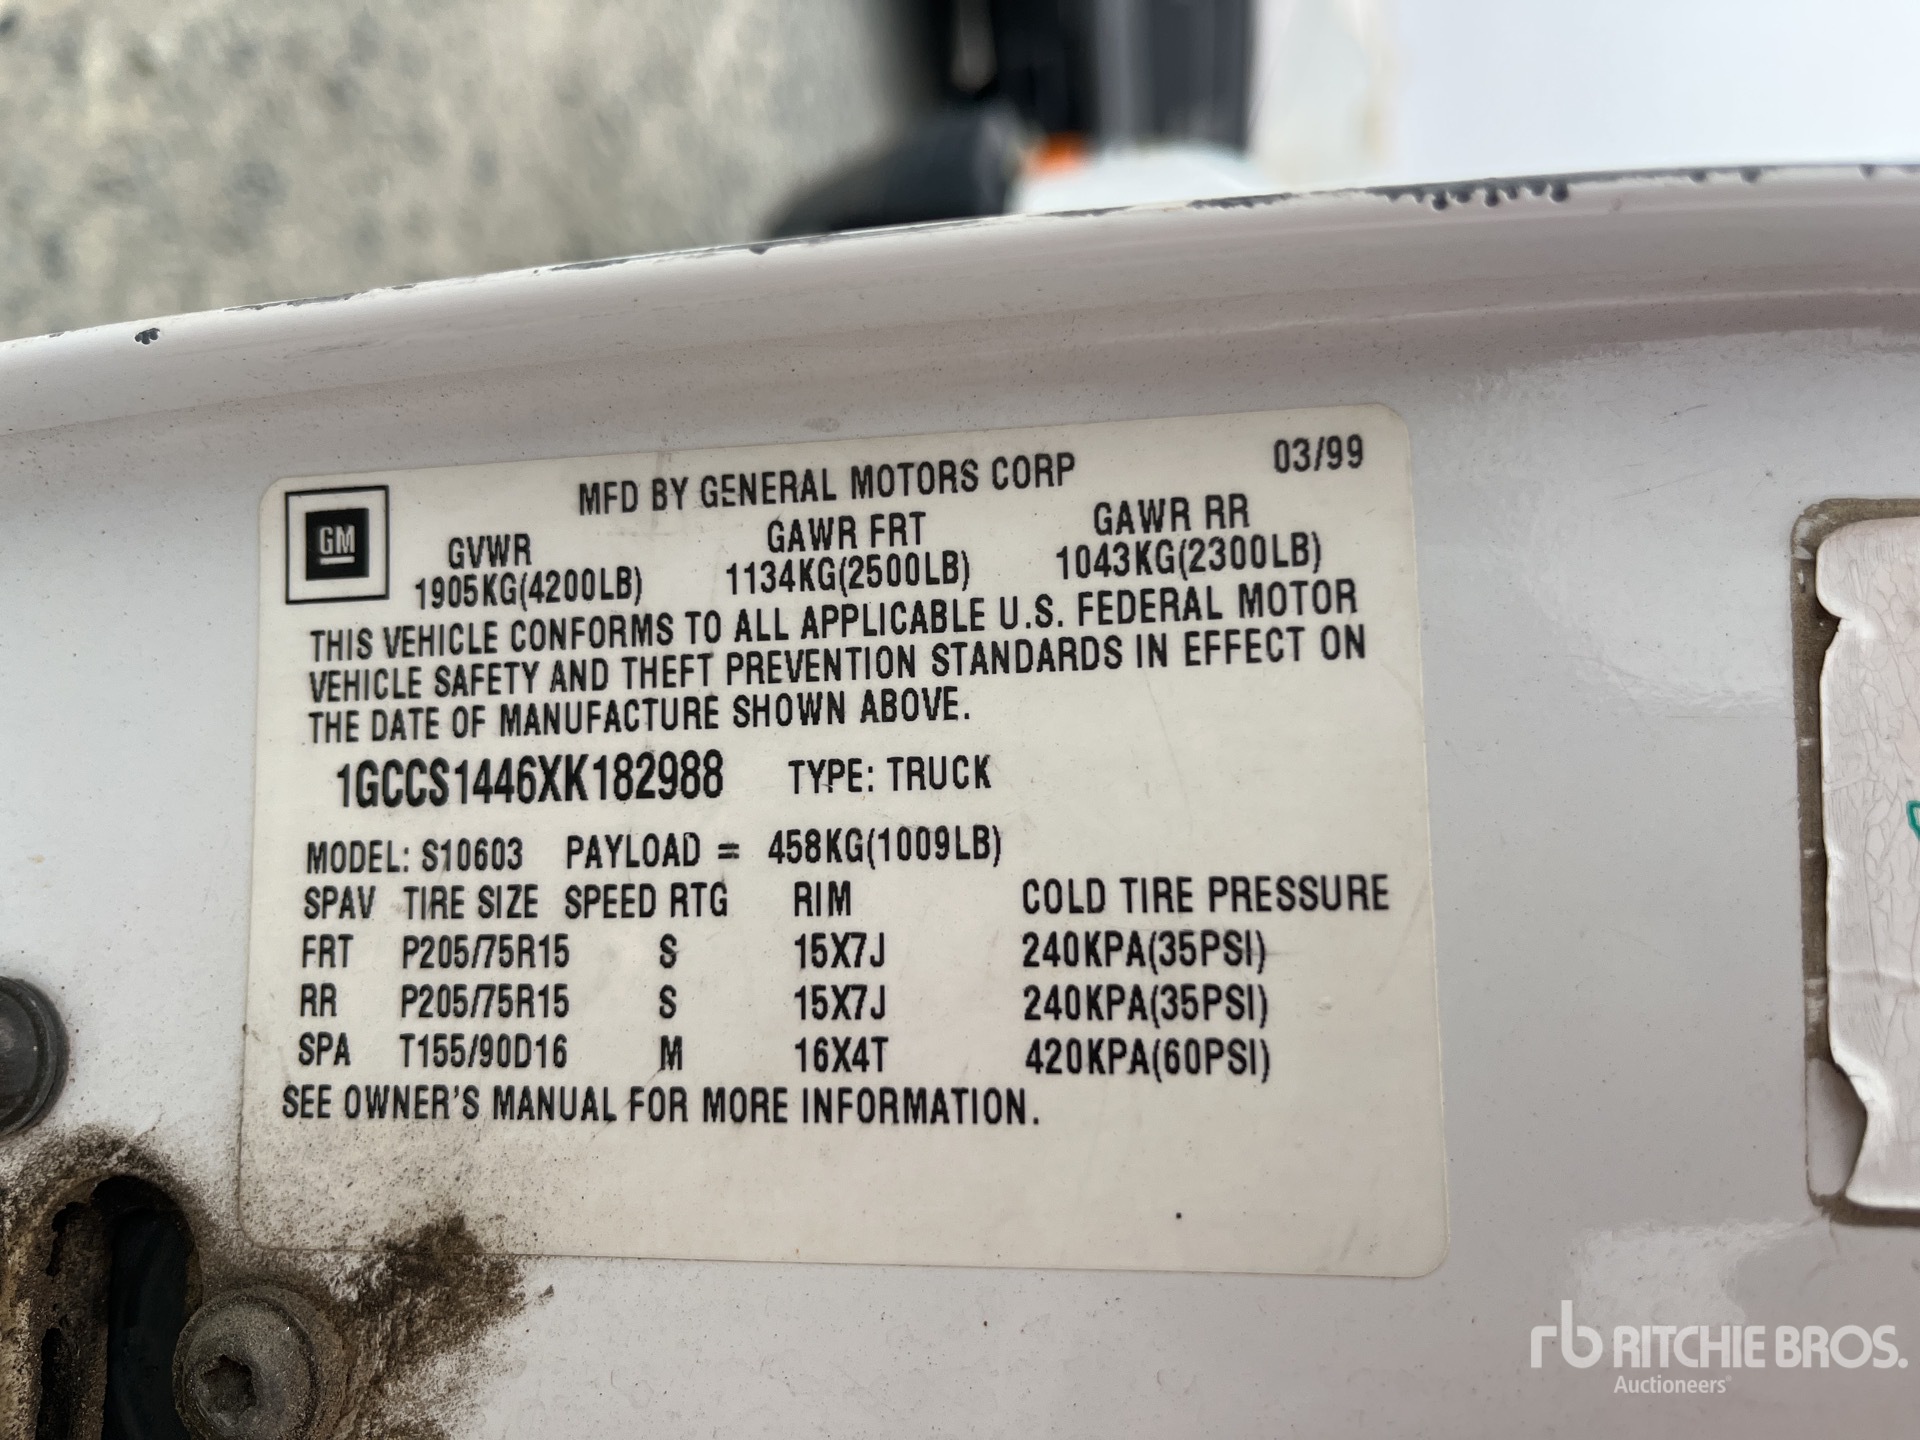 GM
MFD BY GENERAL MOTORS CORP 03/99
GVWR GAWR FRT GAWR RR
1905KG(4200LB) 1134KG(2500LB) 1043KG(2300LB)
THIS VEHICLE CONFORMS TO ALL APPLICABLE U.S. FEDERAL MOTOR
VEHICLE SAFETY AND THEFT PREVENTION STANDARDS IN EFFECT ON
THE DATE OF MANUFACTURE SHOWN ABOVE.
1GCCS1446XK182988 TYPE: TRUCK
MODEL: S10603 PAYLOAD = 458KG(1009LB)
SPAV TIRE SIZE SPEED RTG RIM COLD TIRE PRESSURE
FRT P205/75R15 S 15X7J 240KPA(35PSI)
RR P205/75R15 S 15X7J 240KPA(35PSI)
SPA T155/90D16 M 16X4T 420KPA(60PSI)
SEE OWNER'S MANUAL FOR MORE INFORMATION.
rb RITCHIE BROS.
Auctioneers